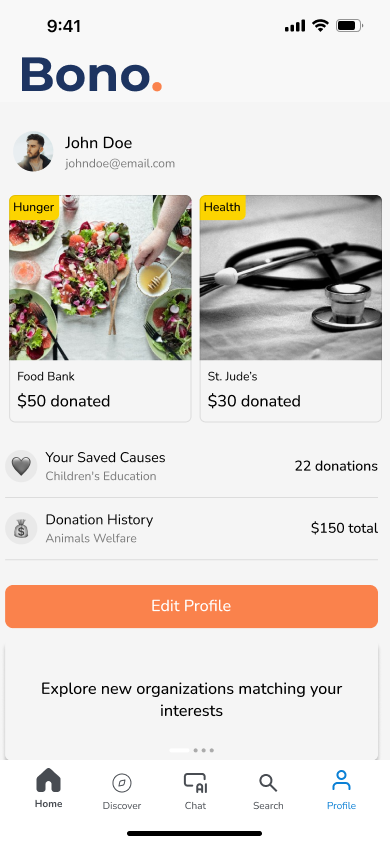 9:41
Bono.
John Doe
johndoe@email.com
Hunger
Health
Food Bank
$50 donated
St. Jude's
$30 donated
Your Saved Causes
Children's Education
22 donations
Donation History
Animals Welfare
$150 total
Edit Profile
Explore new organizations matching your
interests
AI
Home
Discover
Chat
Search
Profile